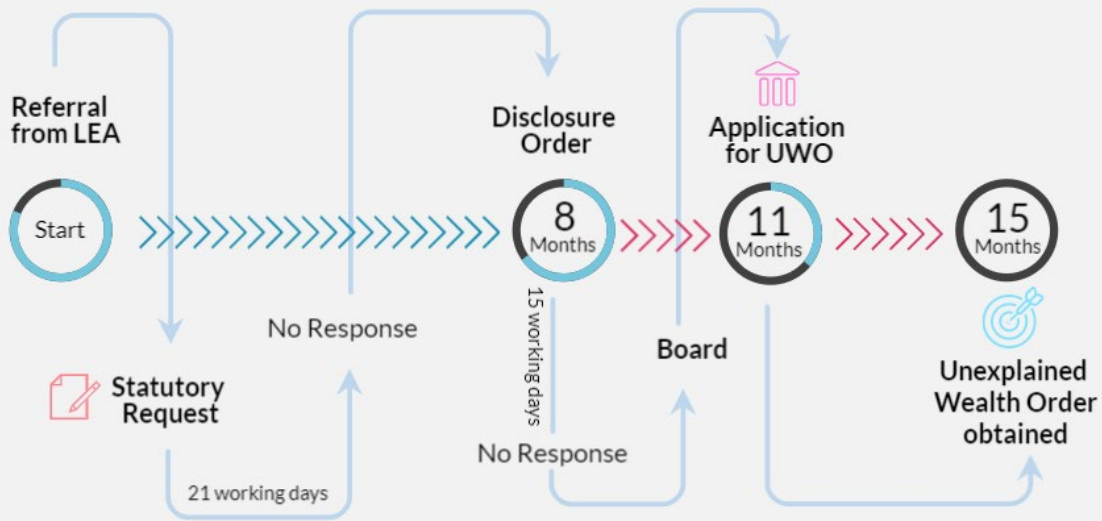 Referral
from LEA
Start
Statutory
Request
21 working days
No Response
Disclosure
Order
8
Months
15 working days
No Response
Board
Application
for UWO
11
Months
15
Months
Unexplained
Wealth Order
obtained